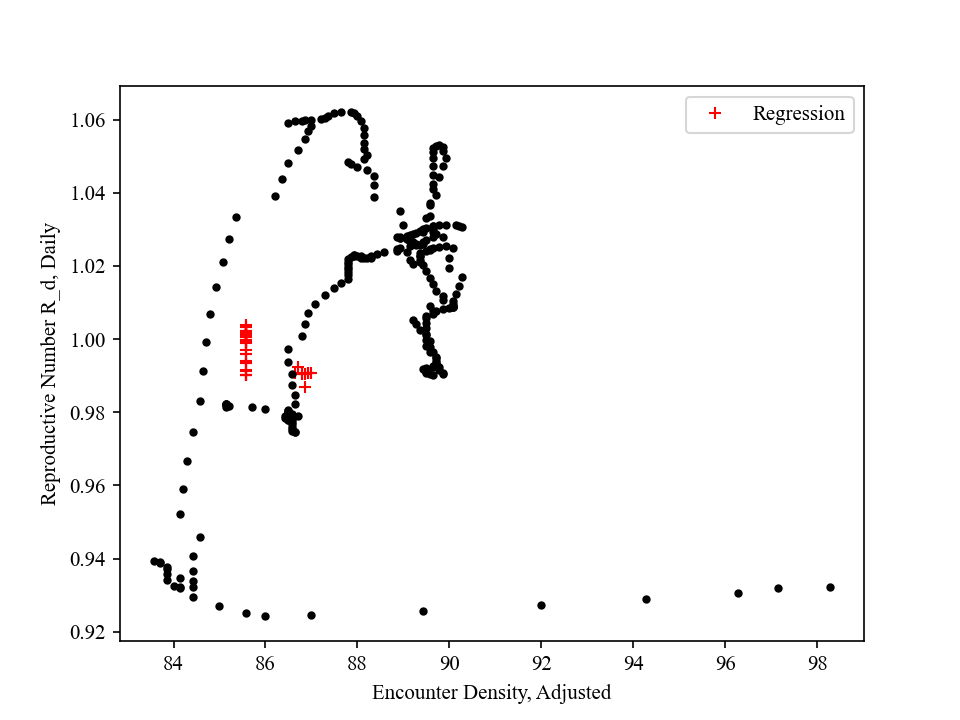 Regression
1.06
1.04
1.02
1.00
0.98
0.96
0.94
0.92
Reproductive Number R_d, Daily
84 86 88 90 92 94 96 98
Encounter Density, Adjusted